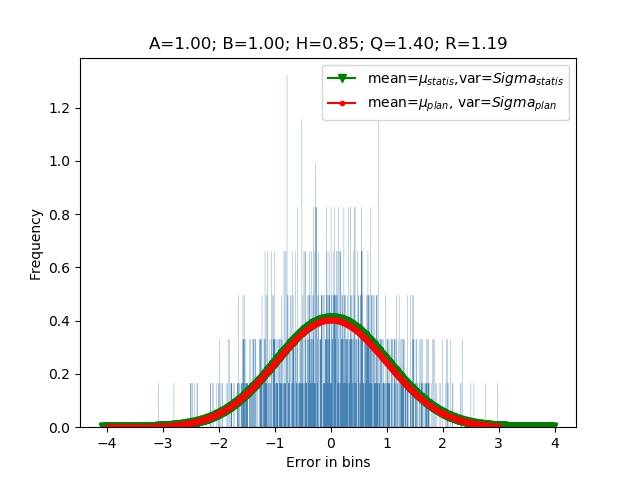 A=1.00; B=1.00; H=0.85; Q=1.40; R=1.19
mean=μstatis,var=Sigmastatis
mean=μplan, var=Sigmaplan
Frequency
1.2
1.0
0.8
0.6
0.4
0.2
0.0
−4 −3 −2 −1 0 1 2 3 4
Error in bins